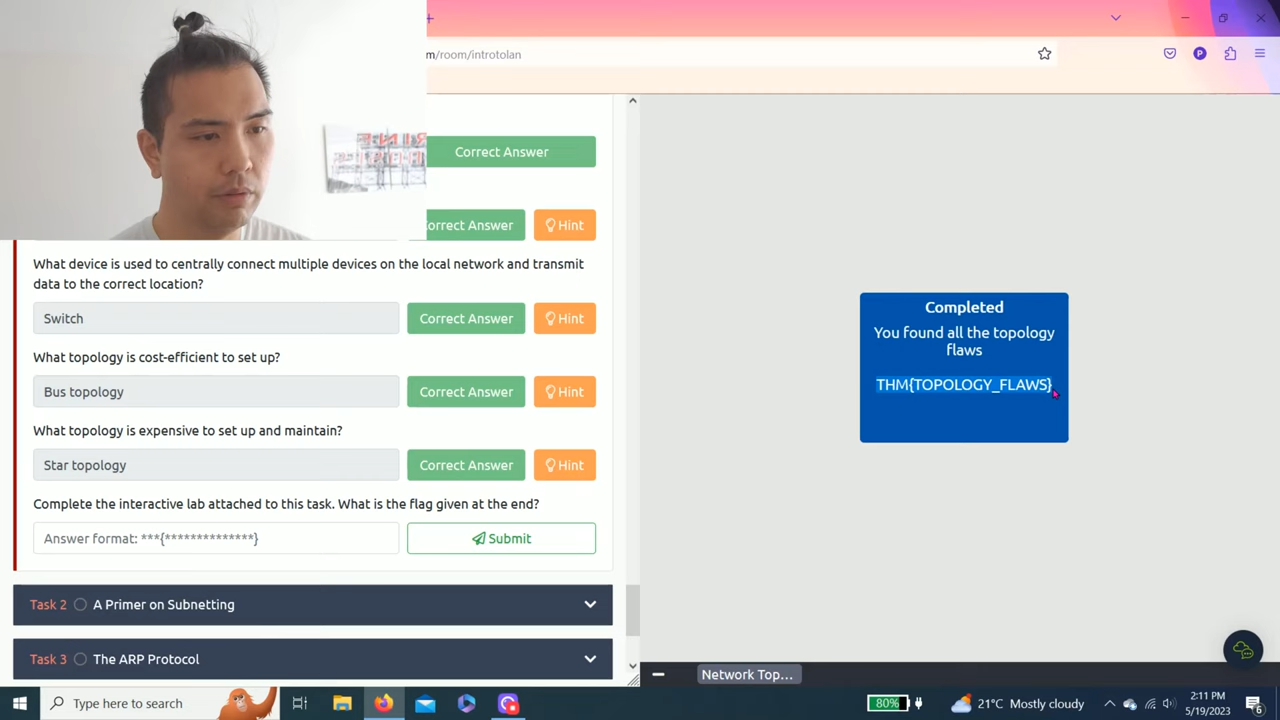 m/room/introtolan
Correct Answer
orrect Answer
Hint
What device is used to centrally connect multiple devices on the local network and transmit
data to the correct location?
Switch
Correct Answer
Hint
What topology is cost-efficient to set up?
Bus topology
Correct Answer
Hint
What topology is expensive to set up and maintain?
Star topology
Correct Answer
Hint
Complete the interactive lab attached to this task. What is the flag given at the end?
Answer format: ***{**************}
Submit
Task 2 A Primer on Subnetting
Task 3 The ARP Protocol
Completed
You found all the topology
flaws
THM{TOPOLOGY_FLAWS}
Network Top...
Type here to search
80%
21°C Mostly cloudy
2:11 PM
5/19/2023
6
P